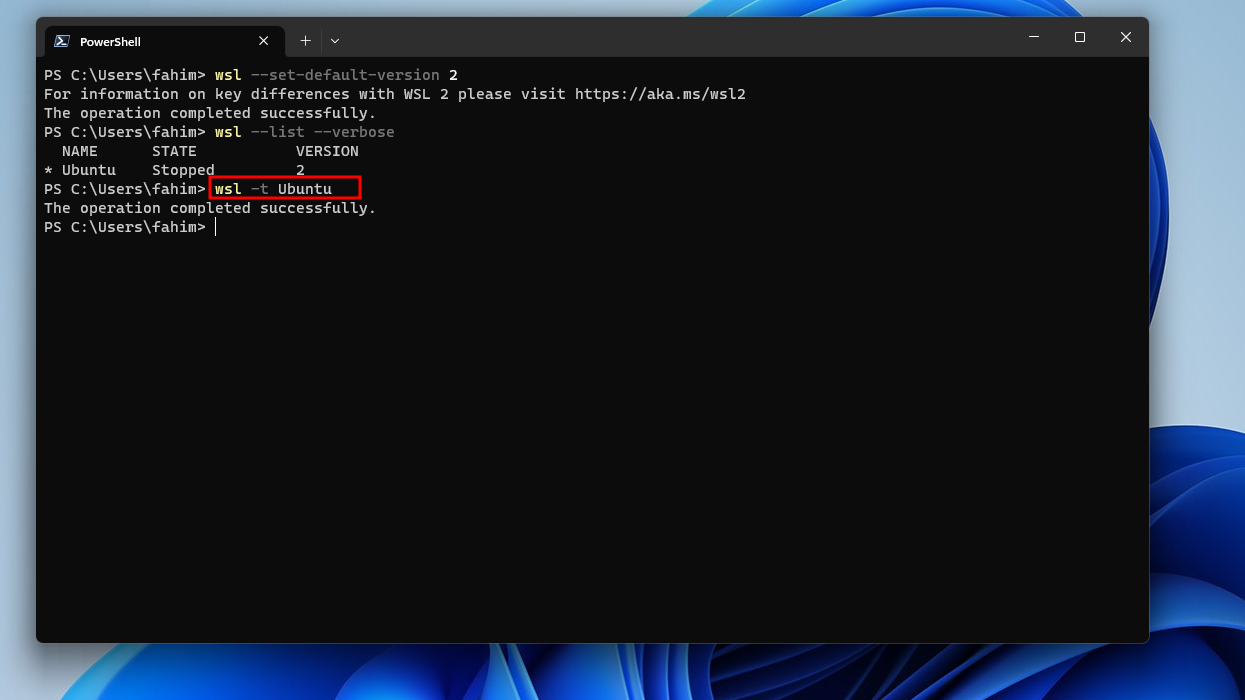 PowerShell
PS C:\Users\fahim> wsl --set-default-version 2
For information on key differences with WSL 2 please visit https://aka.ms/wsl2
The operation completed successfully.
PS C:\Users\fahim> wsl --list --verbose
  NAME      STATE           VERSION
* Ubuntu    Stopped         2
PS C:\Users\fahim> wsl -t Ubuntu
The operation completed successfully.
PS C:\Users\fahim>